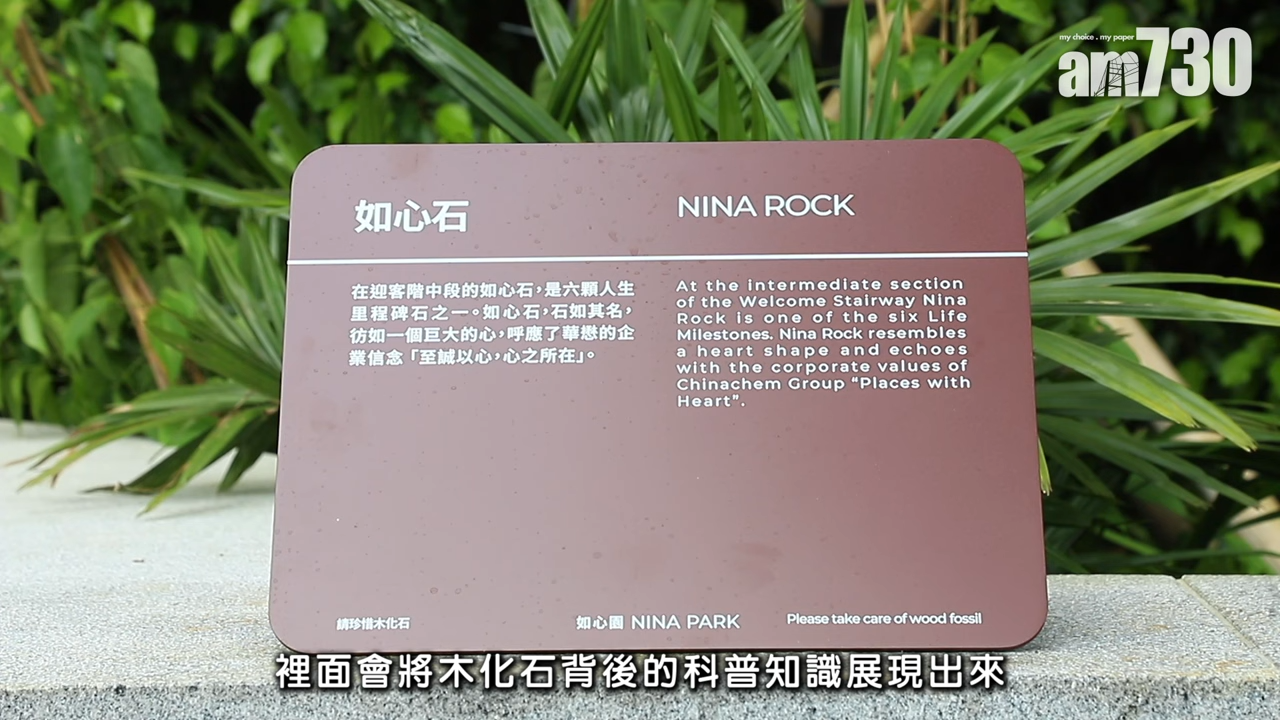 my choice . my paper
am730
如心石
NINA ROCK
在迎客階中段的如心石，是六顆人生
里程碑石之一。如心石，石如其名，
彷如一個巨大的心，呼應了華懋的企
業信念「至誠以心，心之所在」。
At the intermediate section
of the Welcome Stairway Nina
Rock is one of the six Life
Milestones. Nina Rock resembles
a heart shape and echoes
with the corporate values of
Chinachem Group “Places with
Heart”.
請珍惜木化石
如心園 NINA PARK
Please take care of wood fossil
裡面會將木化石背後的科普知識展現出來